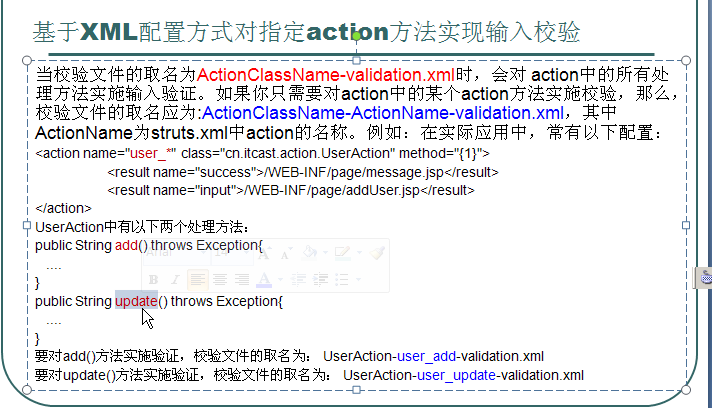 基于XML配置方式对指定action方法实现输入校验
当校验文件的取名为ActionClassName-validation.xml时，会对 action中的所有处
理方法实施输入验证。如果你只需要对action中的某个action方法实施校验，那么，
校验文件的取名应为:ActionClassName-ActionName-validation.xml，其中
ActionName为struts.xml中action的名称。例如：在实际应用中，常有以下配置：
<action name="user_*" class="cn.itcast.action.UserAction" method="{1}">
<result name="success">/WEB-INF/page/message.jsp</result>
<result name="input">/WEB-INF/page/addUser.jsp</result>
</action>
UserAction中有以下两个处理方法：
public String add() throws Exception{
....
}
public String update() throws Exception{
....
}
要对add()方法实施验证，校验文件的取名为： UserAction-user_add-validation.xml
要对update()方法实施验证，校验文件的取名为： UserAction-user_update-validation.xml